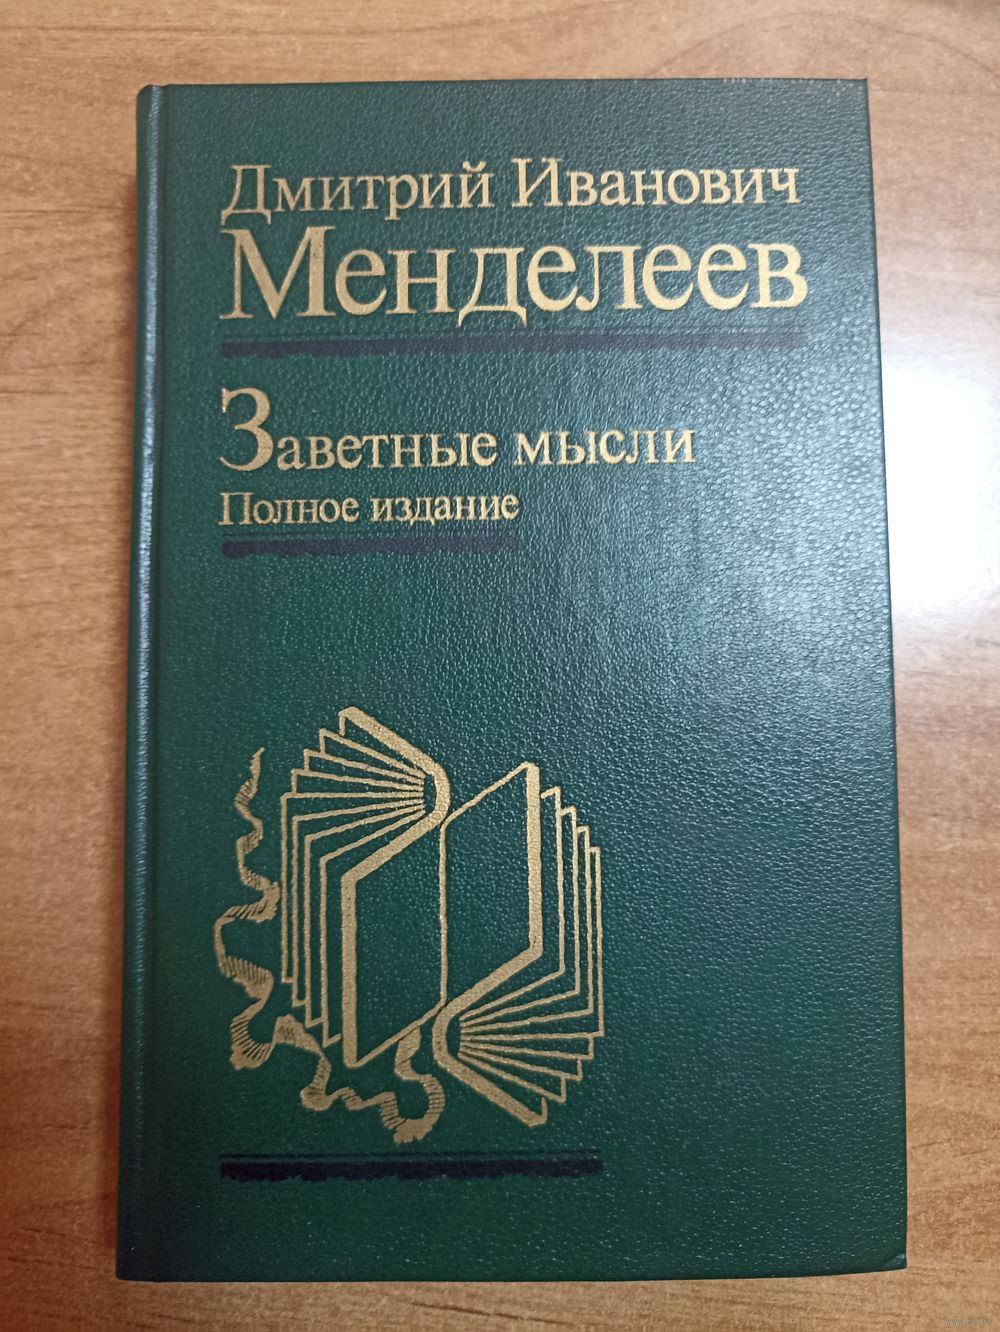 Дмитрий Иванович
Менделеев
Заветные мысли
Полное издание